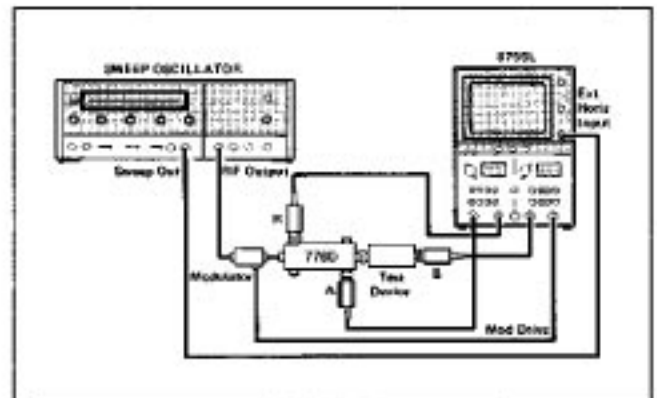 SWEEP OSCILLATOR
8755L
Ext
Horiz
Input
Sweep Out
RF Output
R
778D
Modulator
A
Test
Device
B
Mod Drive